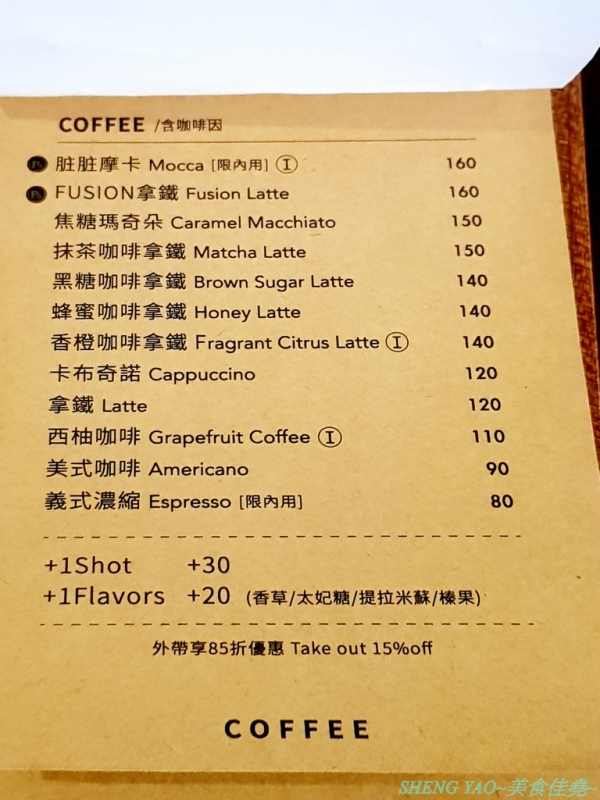 COFFEE /含咖啡因
脏脏摩卡 Mocca [限內用] Ⓘ 160
FUSION拿鐵 Fusion Latte 160
焦糖瑪奇朵 Caramel Macchiato 150
抹茶咖啡拿鐵 Matcha Latte 150
黑糖咖啡拿鐵 Brown Sugar Latte 140
蜂蜜咖啡拿鐵 Honey Latte 140
香橙咖啡拿鐵 Fragrant Citrus Latte Ⓘ 140
卡布奇諾 Cappuccino 120
拿鐵 Latte 120
西柚咖啡 Grapefruit Coffee Ⓘ 110
美式咖啡 Americano 90
義式濃縮 Espresso [限內用] 80
+1Shot +30
+1Flavors +20 (香草/太妃糖/提拉米蘇/榛果)
外帶享85折優惠 Take out 15%off
COFFEE
SHENG YAO~美食佳堯~